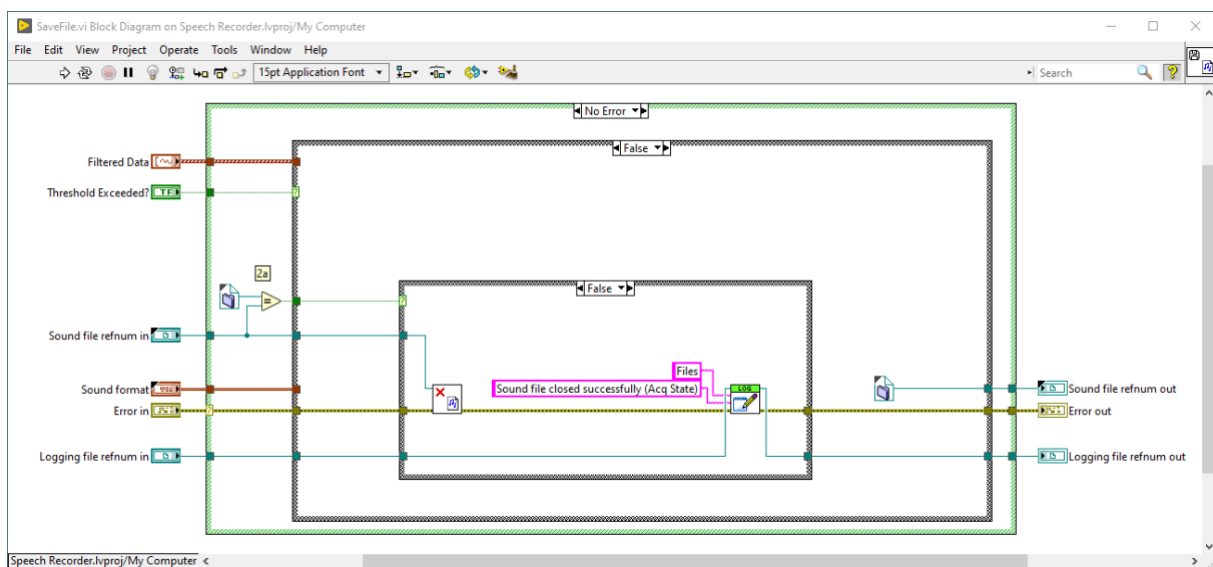 SaveFile.vi Block Diagram on Speech Recorder.lvproj/My Computer
File Edit View Project Operate Tools Window Help
15pt Application Font
Search
No Error
False
Filtered Data
Threshold Exceeded?
TF
2a
False
Sound file refnum in
Files
Sound file closed successfully (Acq State)
LOG
Sound format
Sound file refnum out
Error in
Error out
Logging file refnum in
Logging file refnum out
Speech Recorder.lvproj/My Computer